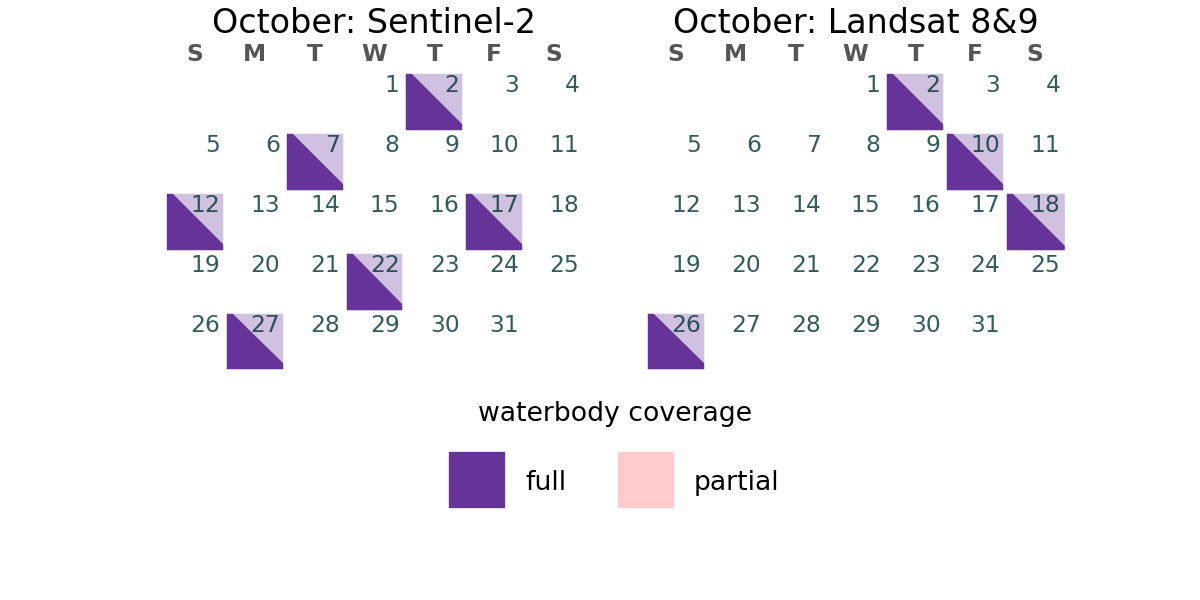 October: Sentinel-2
S M T W T F S
1 2 3 4
5 6 7 8 9 10 11
12 13 14 15 16 17 18
19 20 21 22 23 24 25
26 27 28 29 30 31
October: Landsat 8&9
S M T W T F S
1 2 3 4
5 6 7 8 9 10 11
12 13 14 15 16 17 18
19 20 21 22 23 24 25
26 27 28 29 30 31
waterbody coverage
full partial